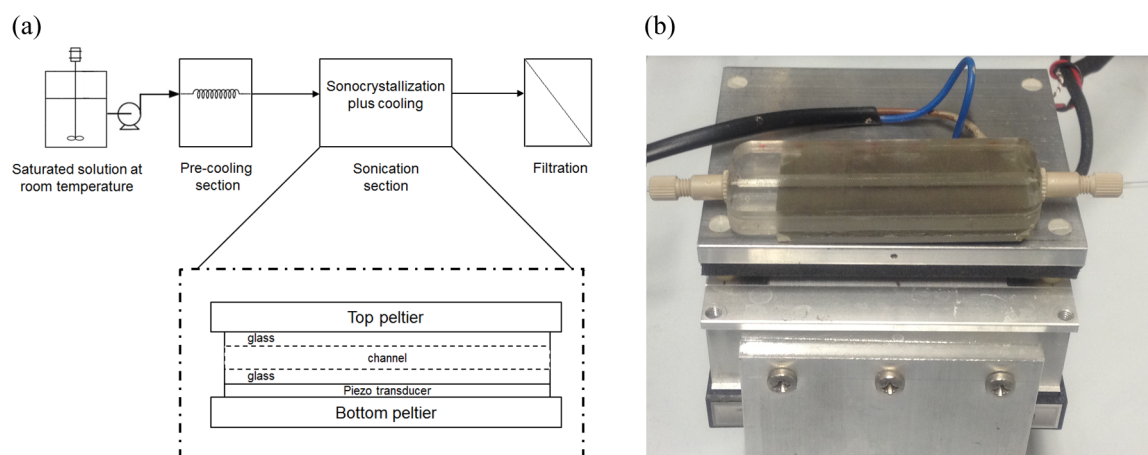 (a)
(b)
Sonocrystallization
plus cooling
Saturated solution at
room temperature
Pre-cooling
section
Sonication
section
Filtration
Top peltier
glass
channel
glass
Piezo transducer
Bottom peltier